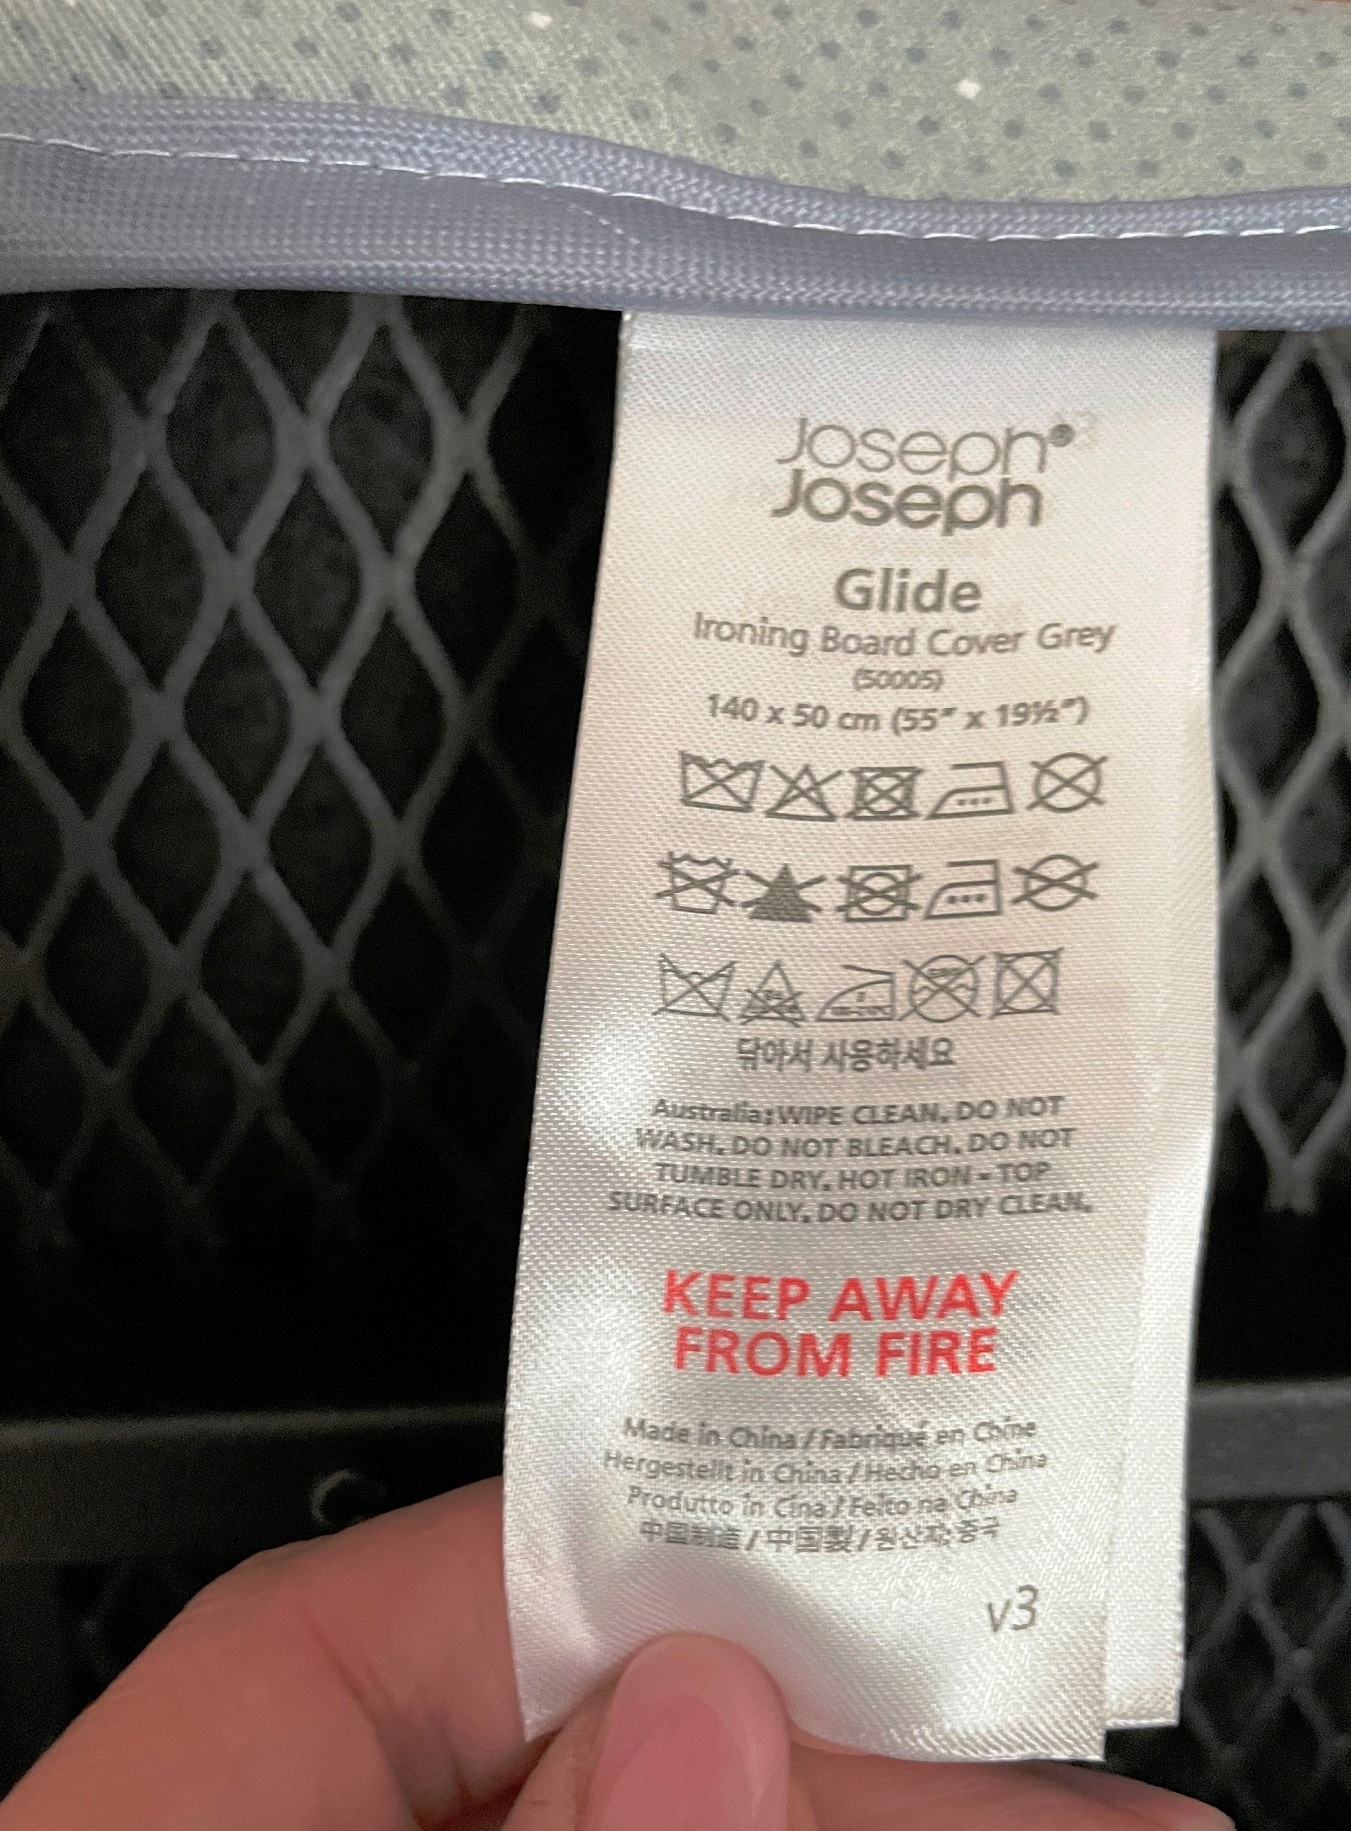 Joseph®
Joseph
Glide
Ironing Board Cover Grey
(50005)
140 x 50 cm (55" x 19½")
닦아서 사용하세요
Australia: WIPE CLEAN. DO NOT
WASH. DO NOT BLEACH. DO NOT
TUMBLE DRY. HOT IRON - TOP
SURFACE ONLY. DO NOT DRY CLEAN.
KEEP AWAY
FROM FIRE
Made in China / Fabriqué en Chine
Hergestellt in China / Hecho en China
Produtto in Cina / Feito na China
中国制造 / 中国製 / 원산지: 중국
v3